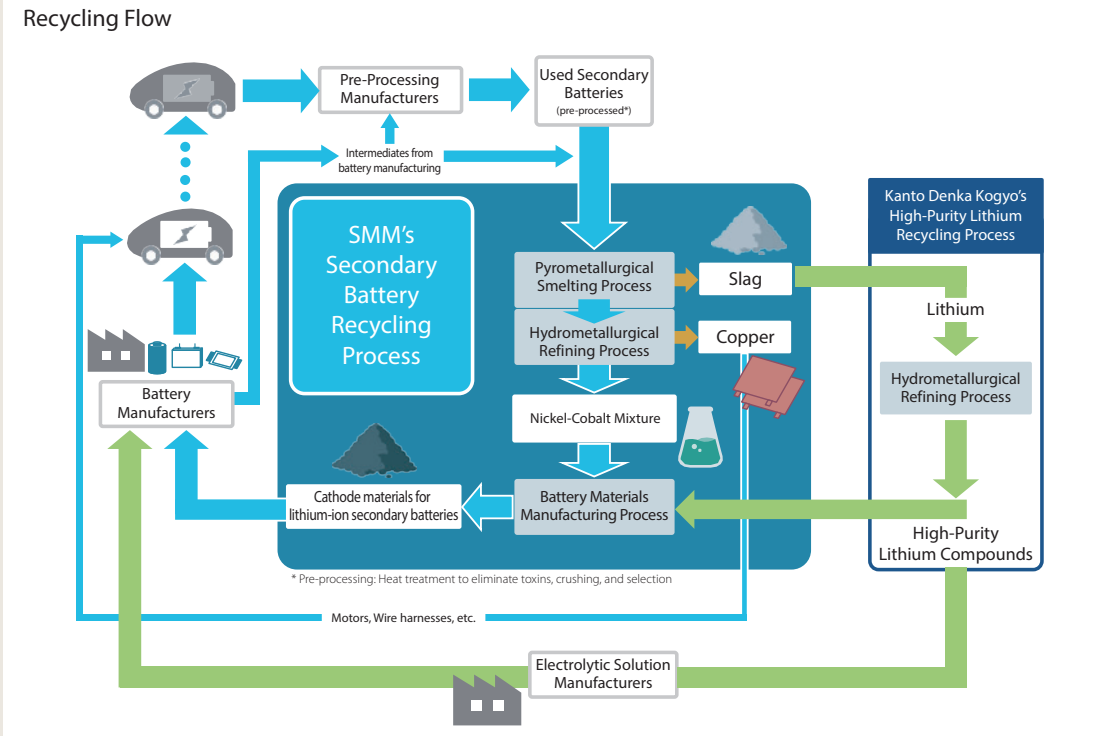 Recycling Flow
Pre-Processing
Manufacturers
Used Secondary
Batteries
(pre-processed*)
Intermediates from
battery manufacturing
SMM's
Secondary
Battery
Recycling
Process
Pyrometallurgical
Smelting Process
Slag
Hydrometallurgical
Refining Process
Copper
Nickel-Cobalt Mixture
Battery Materials
Manufacturing Process
Cathode materials for
lithium-ion secondary batteries
Battery
Manufacturers
Kanto Denka Kogyo's
High-Purity Lithium
Recycling Process
Lithium
Hydrometallurgical
Refining Process
High-Purity
Lithium Compounds
* Pre-processing: Heat treatment to eliminate toxins, crushing, and selection
Motors, Wire harnesses, etc.
Electrolytic Solution
Manufacturers